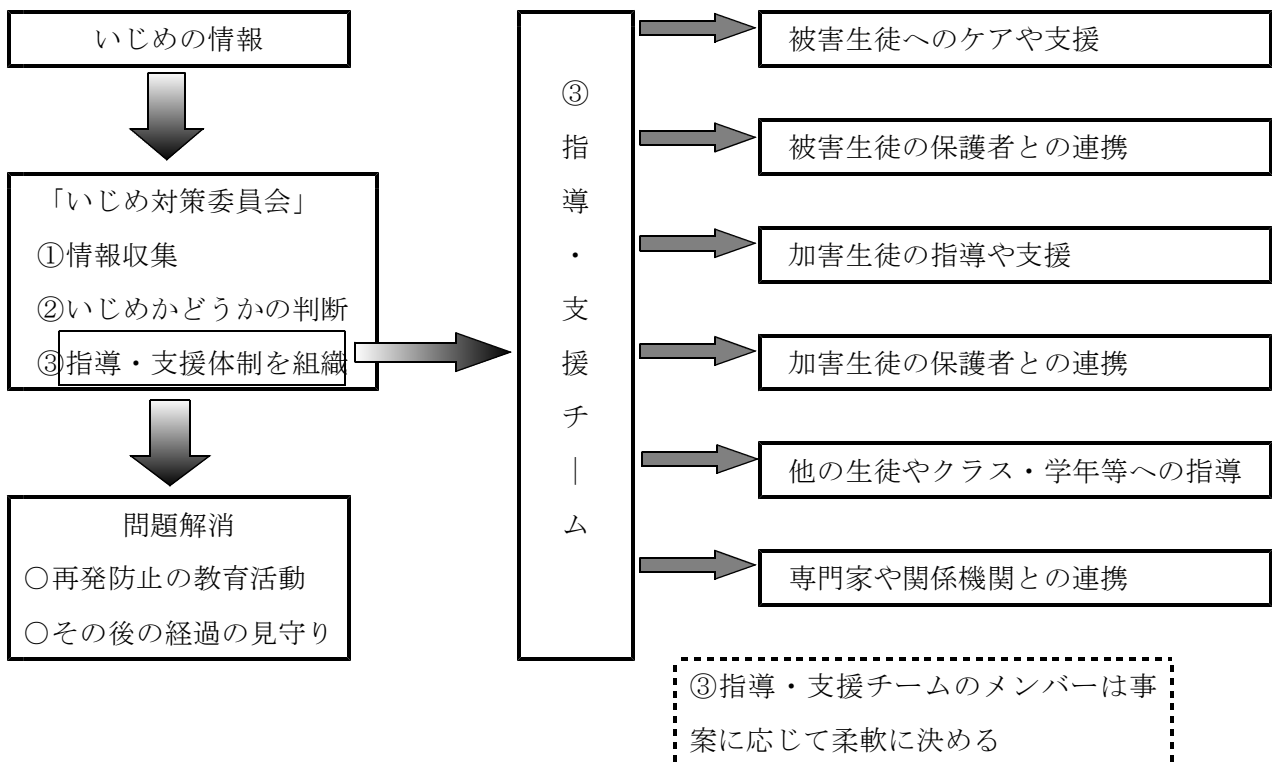 いじめの情報
「いじめ対策委員会」
①情報収集
②いじめかどうかの判断
③指導・支援体制を組織
問題解消
○再発防止の教育活動
○その後の経過の見守り
③指導・支援チーム
被害生徒へのケアや支援
被害生徒の保護者との連携
加害生徒の指導や支援
加害生徒の保護者との連携
他の生徒やクラス・学年等への指導
専門家や関係機関との連携
③指導・支援チームのメンバーは事
案に応じて柔軟に決める